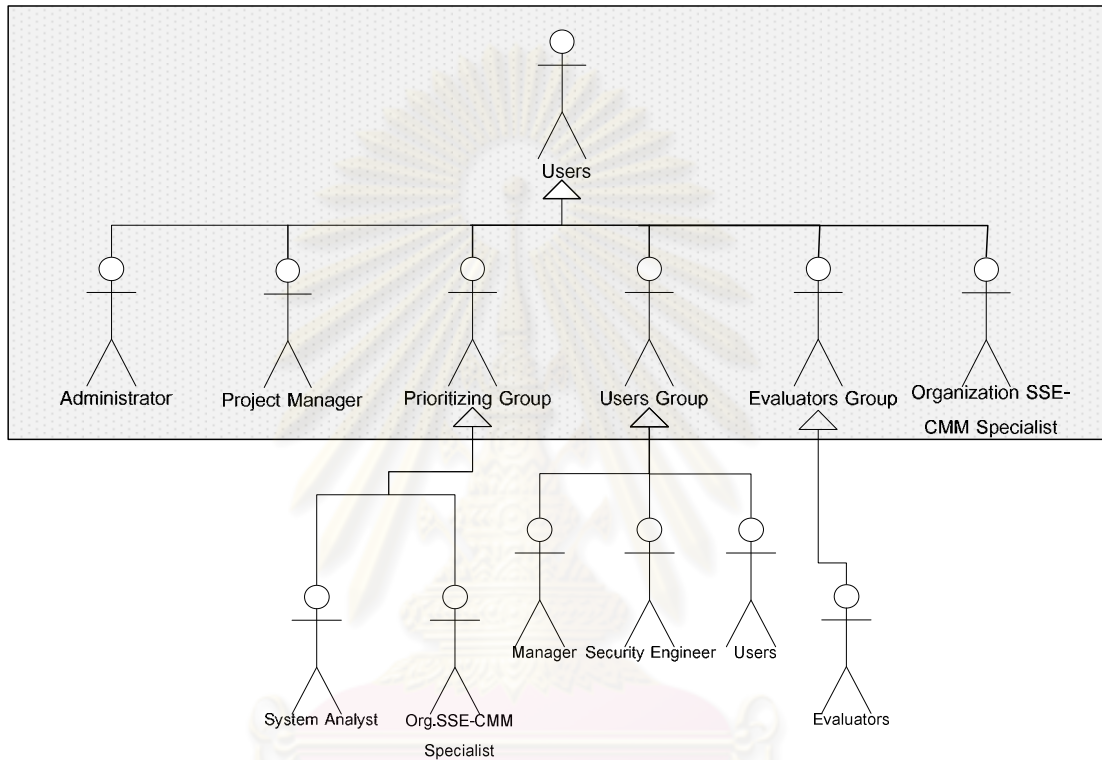 Users
Administrator
Project Manager
Prioritizing Group
Users Group
Evaluators Group
Organization SSE-
CMM Specialist
Manager
Security Engineer
Users
System Analyst
Org.SSE-CMM
Specialist
Evaluators